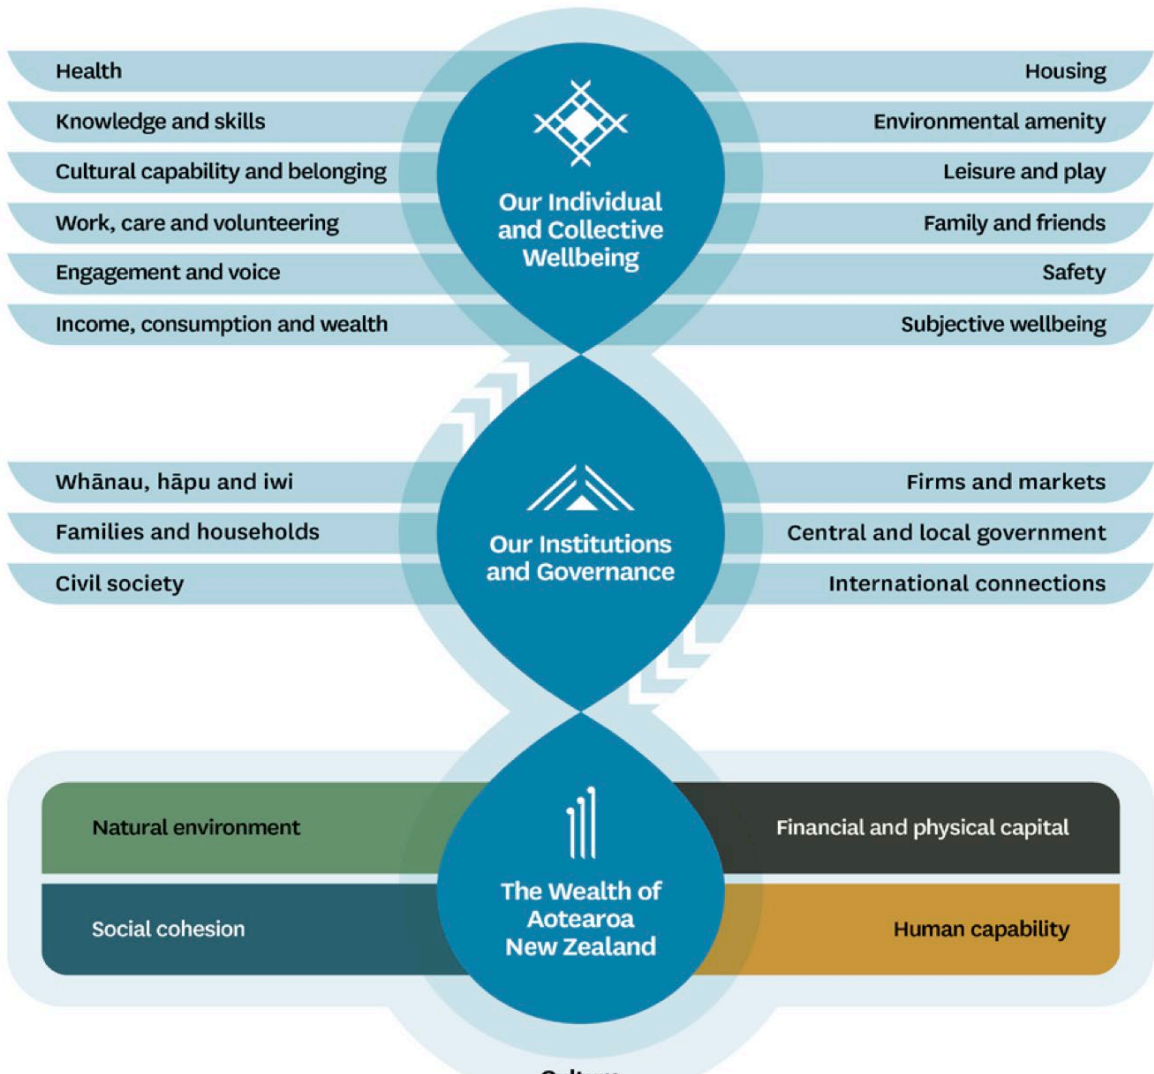 Health
Housing
Knowledge and skills
Environmental amenity
Cultural capability and belonging
Leisure and play
Work, care and volunteering
Family and friends
Engagement and voice
Safety
Income, consumption and wealth
Subjective wellbeing
Our Individual
and Collective
Wellbeing
Whānau, hāpu and iwi
Firms and markets
Families and households
Central and local government
Civil society
International connections
Our Institutions
and Governance
Natural environment
Financial and physical capital
Social cohesion
Human capability
The Wealth of
Aotearoa
New Zealand